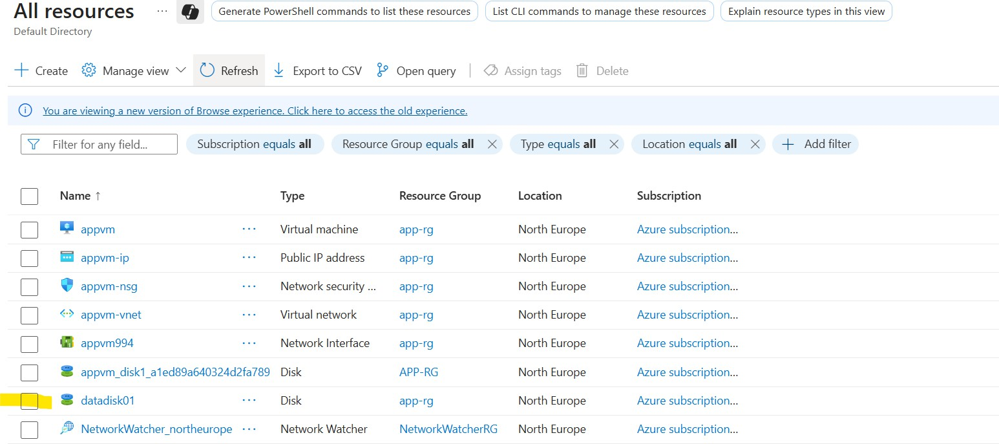 All resources ... Generate PowerShell commands to list these resources List CLI commands to manage these resources Explain resource types in this view
Default Directory
Create Manage view Refresh Export to CSV Open query Assign tags Delete
You are viewing a new version of Browse experience. Click here to access the old experience.
Filter for any field... Subscription equals all Resource Group equals all Type equals all Location equals all Add filter
Name ↑ Type Resource Group Location Subscription
appvm ... Virtual machine app-rg North Europe Azure subscription...
appvm-ip ... Public IP address app-rg North Europe Azure subscription...
appvm-nsg ... Network security ... app-rg North Europe Azure subscription...
appvm-vnet ... Virtual network app-rg North Europe Azure subscription...
appvm994 ... Network Interface app-rg North Europe Azure subscription...
appvm_disk1_a1ed89a640324d2fa789 Disk APP-RG North Europe Azure subscription...
datadisk01 ... Disk app-rg North Europe Azure subscription...
NetworkWatcher_northeurope ... Network Watcher NetworkWatcherRG North Europe Azure subscription...